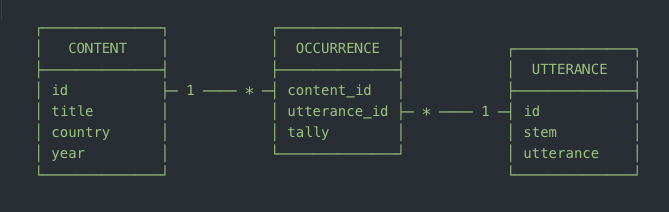 CONTENT
id
title
country
year
1 *
OCCURRENCE
content_id
utterance_id
tally
* 1
UTTERANCE
id
stem
utterance